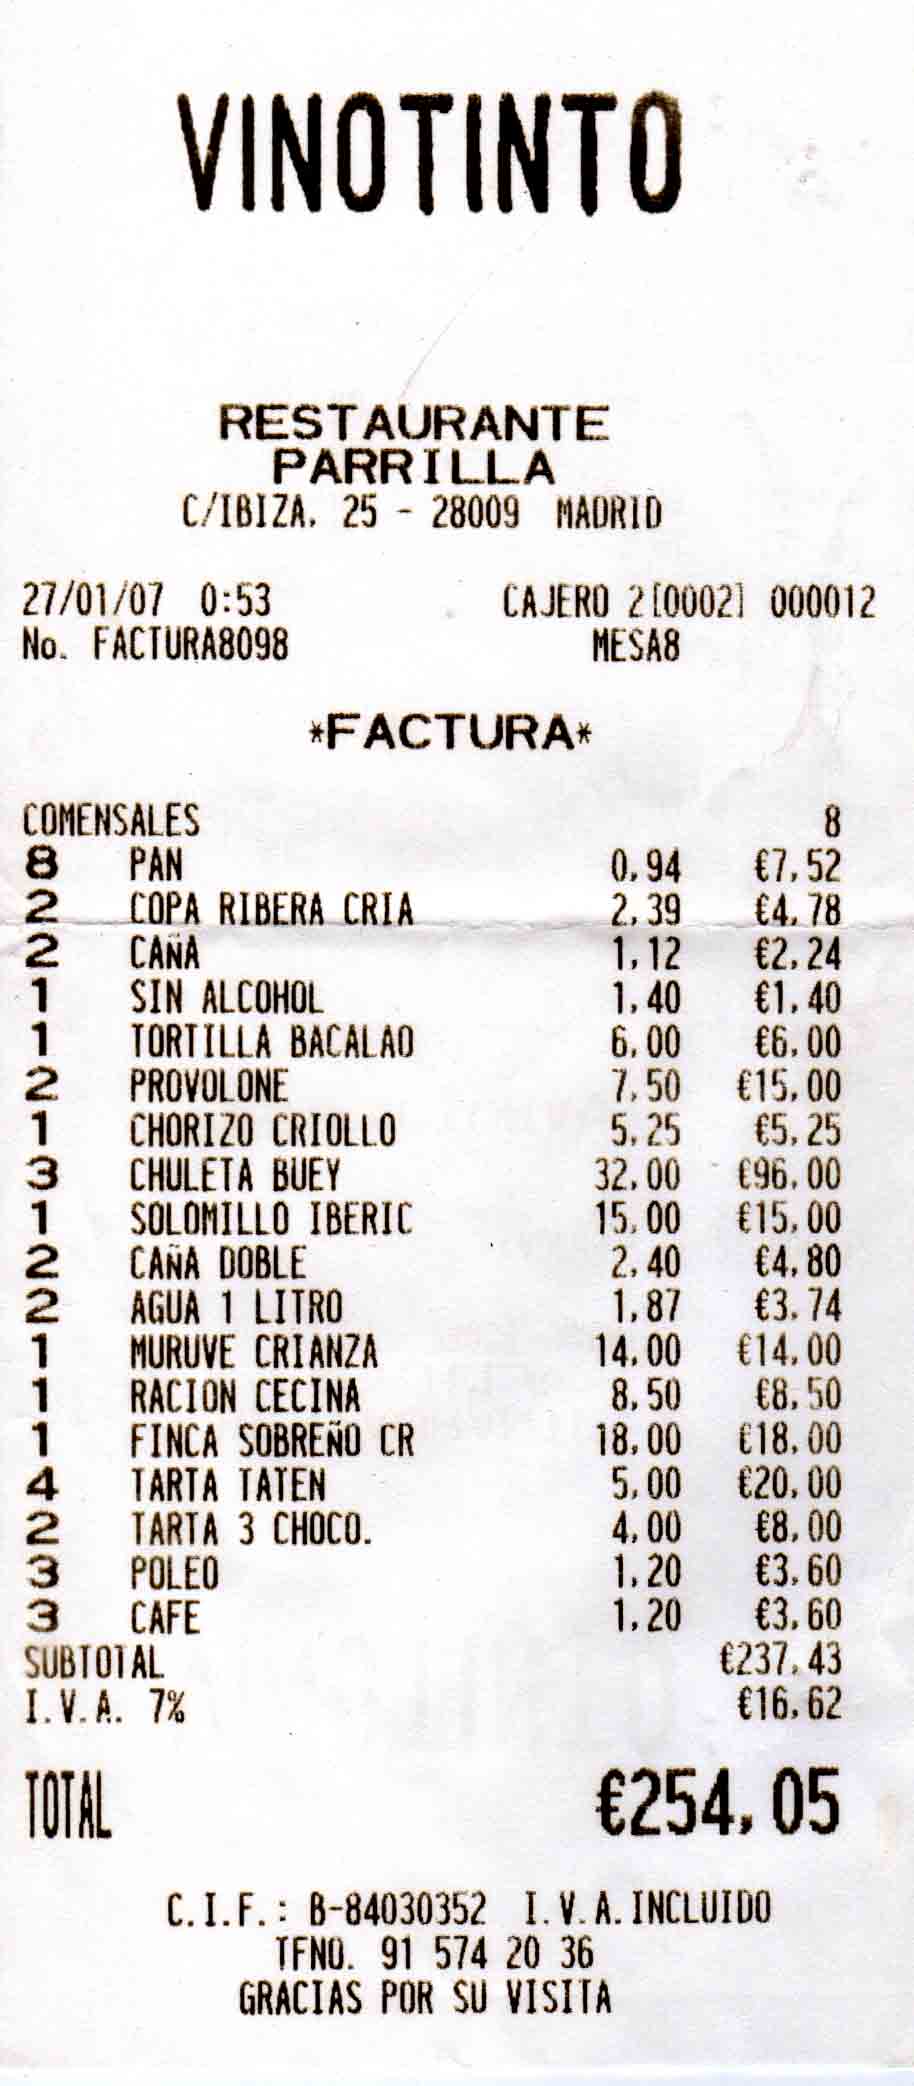 VINOTINTO
RESTAURANTE
PARRILLA
C/IBIZA, 25 - 28009 MADRID
27/01/07 0:53 CAJERO 2[0002] 000012
No. FACTURA8098 MESA8
*FACTURA*
COMENSALES 8
8 PAN 0,94 €7,52
2 COPA RIBERA CRIA 2,39 €4,78
2 CAÑA 1,12 €2,24
1 SIN ALCOHOL 1,40 €1,40
1 TORTILLA BACALAO 6,00 €6,00
2 PROVOLONE 7,50 €15,00
1 CHORIZO CRIOLLO 5,25 €5,25
3 CHULETA BUEY 32,00 €96,00
1 SOLOMILLO IBERIC 15,00 €15,00
2 CAÑA DOBLE 2,40 €4,80
2 AGUA 1 LITRO 1,87 €3,74
1 MURUVE CRIANZA 14,00 €14,00
1 RACION CECINA 8,50 €8,50
1 FINCA SOBREÑO CR 18,00 €18,00
4 TARTA TATEN 5,00 €20,00
2 TARTA 3 CHOCO. 4,00 €8,00
3 POLEO 1,20 €3,60
3 CAFE 1,20 €3,60
SUBTOTAL €237,43
I.V.A. 7% €16,62
TOTAL €254,05
C.I.F.: B-84030352 I.V.A.INCLUIDO
TFNO. 91 574 20 36
GRACIAS POR SU VISITA